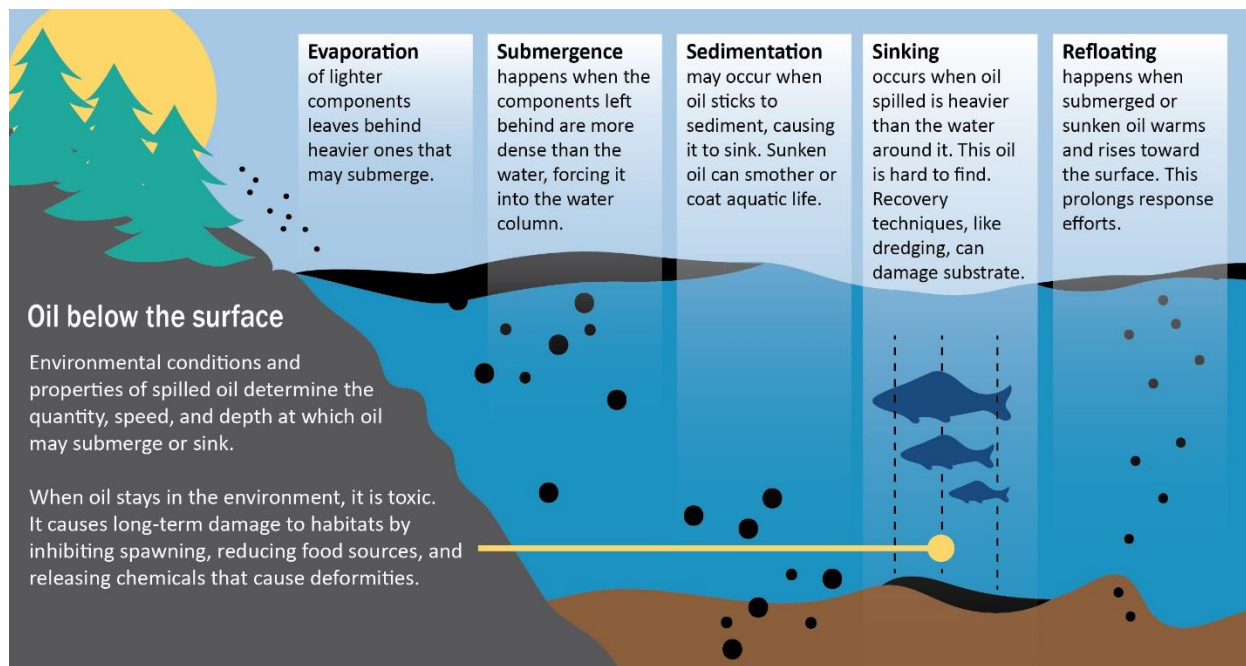 Evaporation
of lighter
components
leaves behind
heavier ones that
may submerge.
Submergence
happens when the
components left
behind are more
dense than the
water, forcing it
into the water
column.
Sedimentation
may occur when
oil sticks to
sediment, causing
it to sink. Sunken
oil can smother or
coat aquatic life.
Sinking
occurs when oil
spilled is heavier
than the water
around it. This oil
is hard to find.
Recovery
techniques, like
dredging, can
damage substrate.
Refloating
happens when
submerged or
sunken oil warms
and rises toward
the surface. This
prolongs response
efforts.
Oil below the surface
Environmental conditions and
properties of spilled oil determine the
quantity, speed, and depth at which oil
may submerge or sink.
When oil stays in the environment, it is toxic.
It causes long-term damage to habitats by
inhibiting spawning, reducing food sources, and
releasing chemicals that cause deformities.